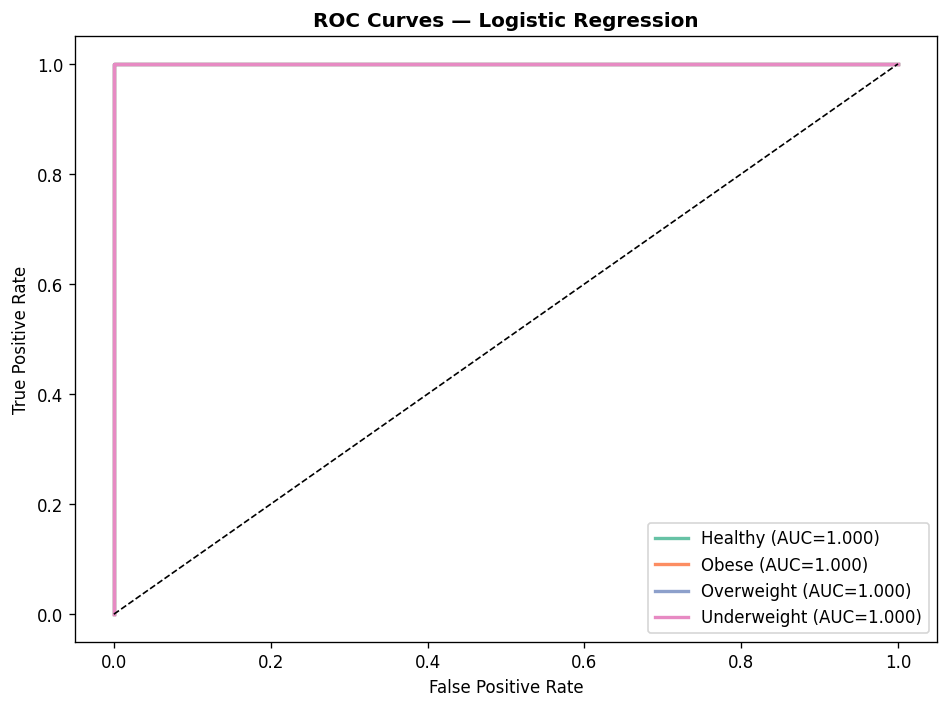 ROC Curves — Logistic Regression
True Positive Rate
1.0
0.8
0.6
0.4
0.2
0.0
Healthy (AUC=1.000)
Obese (AUC=1.000)
Overweight (AUC=1.000)
Underweight (AUC=1.000)
0.0 0.2 0.4 0.6 0.8 1.0
False Positive Rate